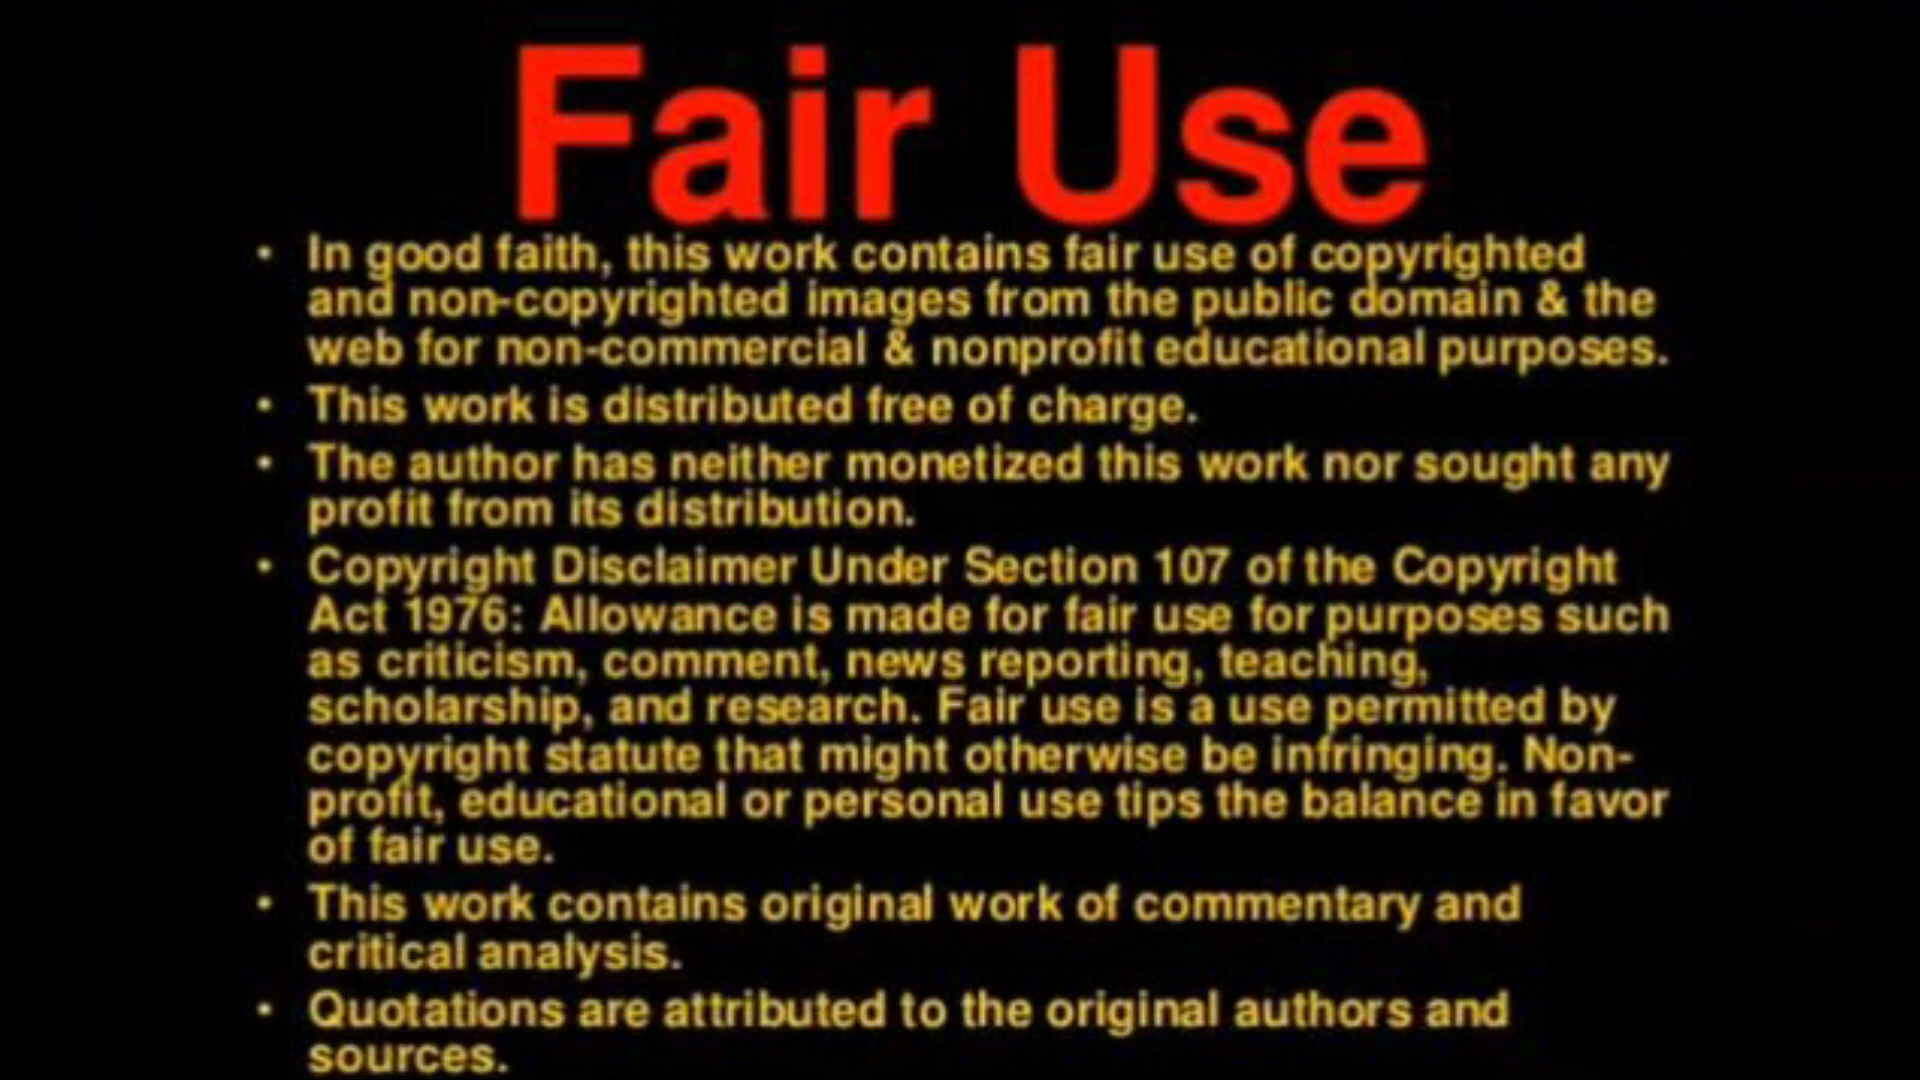 Fair Use
• In good faith, this work contains fair use of copyrighted
and non-copyrighted images from the public domain & the
web for non-commercial & nonprofit educational purposes.
• This work is distributed free of charge.
• The author has neither monetized this work nor sought any
profit from its distribution.
• Copyright Disclaimer Under Section 107 of the Copyright
Act 1976: Allowance is made for fair use for purposes such
as criticism, comment, news reporting, teaching,
scholarship, and research. Fair use is a use permitted by
copyright statute that might otherwise be infringing. Non-
profit, educational or personal use tips the balance in favor
of fair use.
• This work contains original work of commentary and
critical analysis.
• Quotations are attributed to the original authors and
sources.